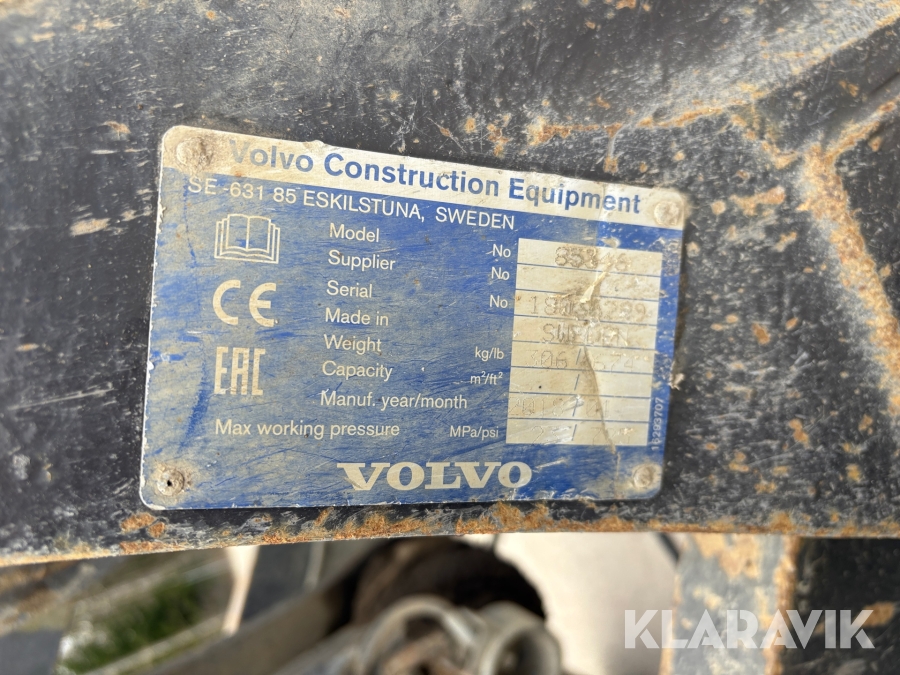 Volvo Construction Equipment
SE-631 85 ESKILSTUNA, SWEDEN
Model No
Supplier No
Serial No
Made in
Weight kg/lb
Capacity m³/ft²
Manuf. year/month
Max working pressure MPa/psi
CE
EAC
VOLVO
KLARAVIK